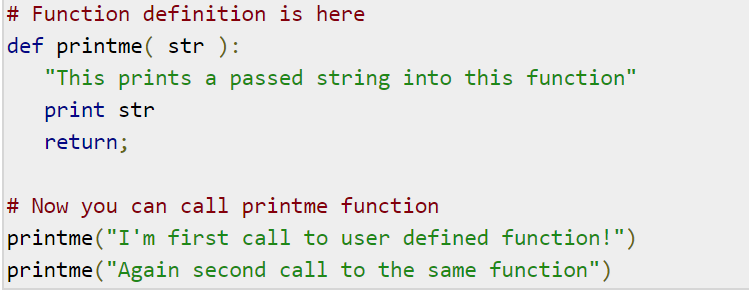 # Function definition is here
def printme( str ):
   "This prints a passed string into this function"
   print str
   return;

# Now you can call printme function
printme("I'm first call to user defined function!")
printme("Again second call to the same function")